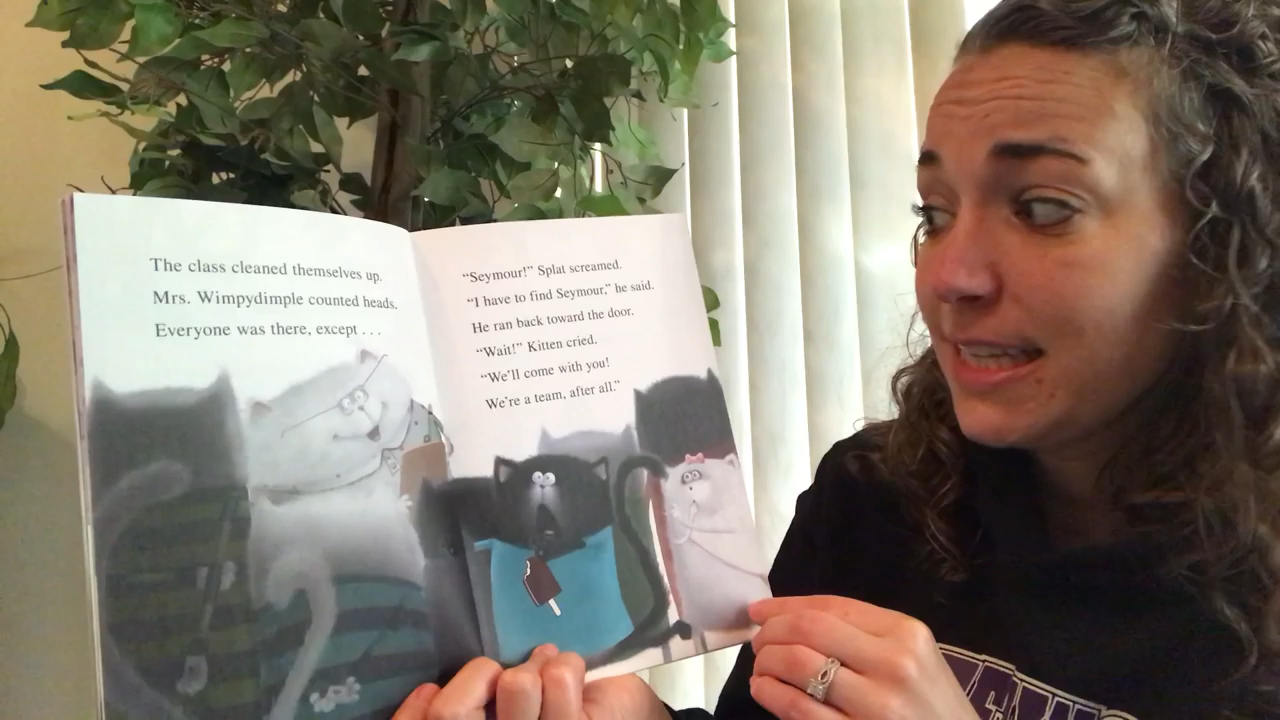 The class cleaned themselves up.
Mrs. Wimpydimple counted heads.
Everyone was there, except . . .
“Seymour!” Splat screamed.
“I have to find Seymour,” he said.
He ran back toward the door.
“Wait!” Kitten cried.
“We’ll come with you!
We’re a team, after all.”